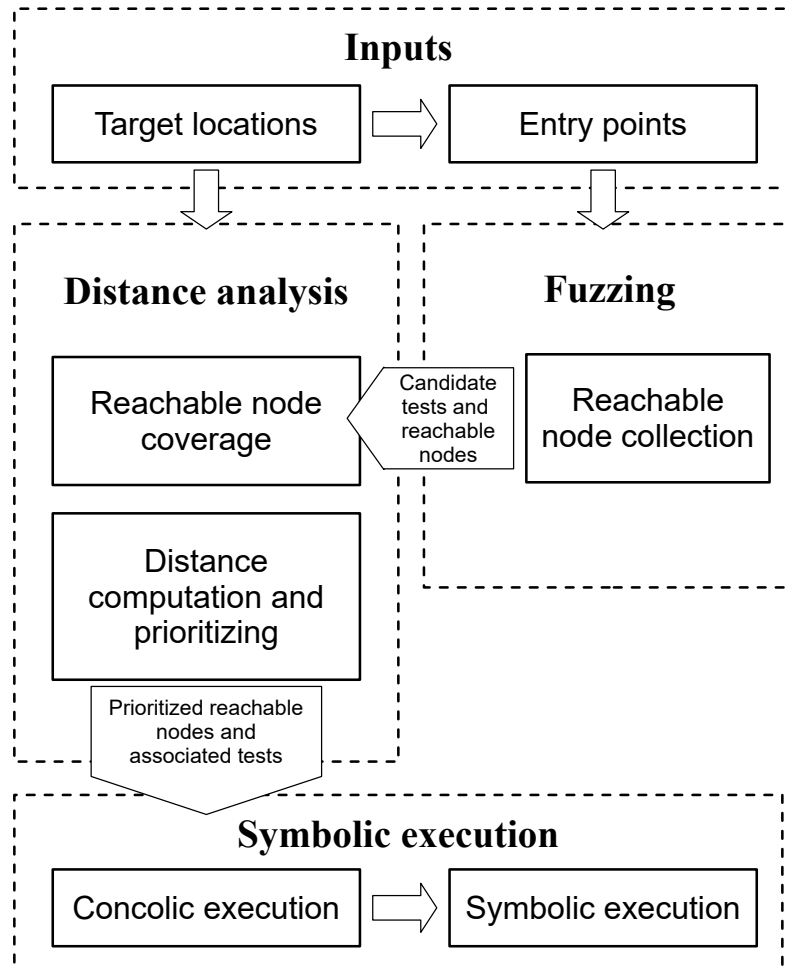 Inputs
Target locations
Entry points
Distance analysis
Fuzzing
Reachable node
coverage
Candidate
tests and
reachable
nodes
Reachable
node collection
Distance
computation and
prioritizing
Prioritized reachable
nodes and
associated tests
Symbolic execution
Concolic execution
Symbolic execution